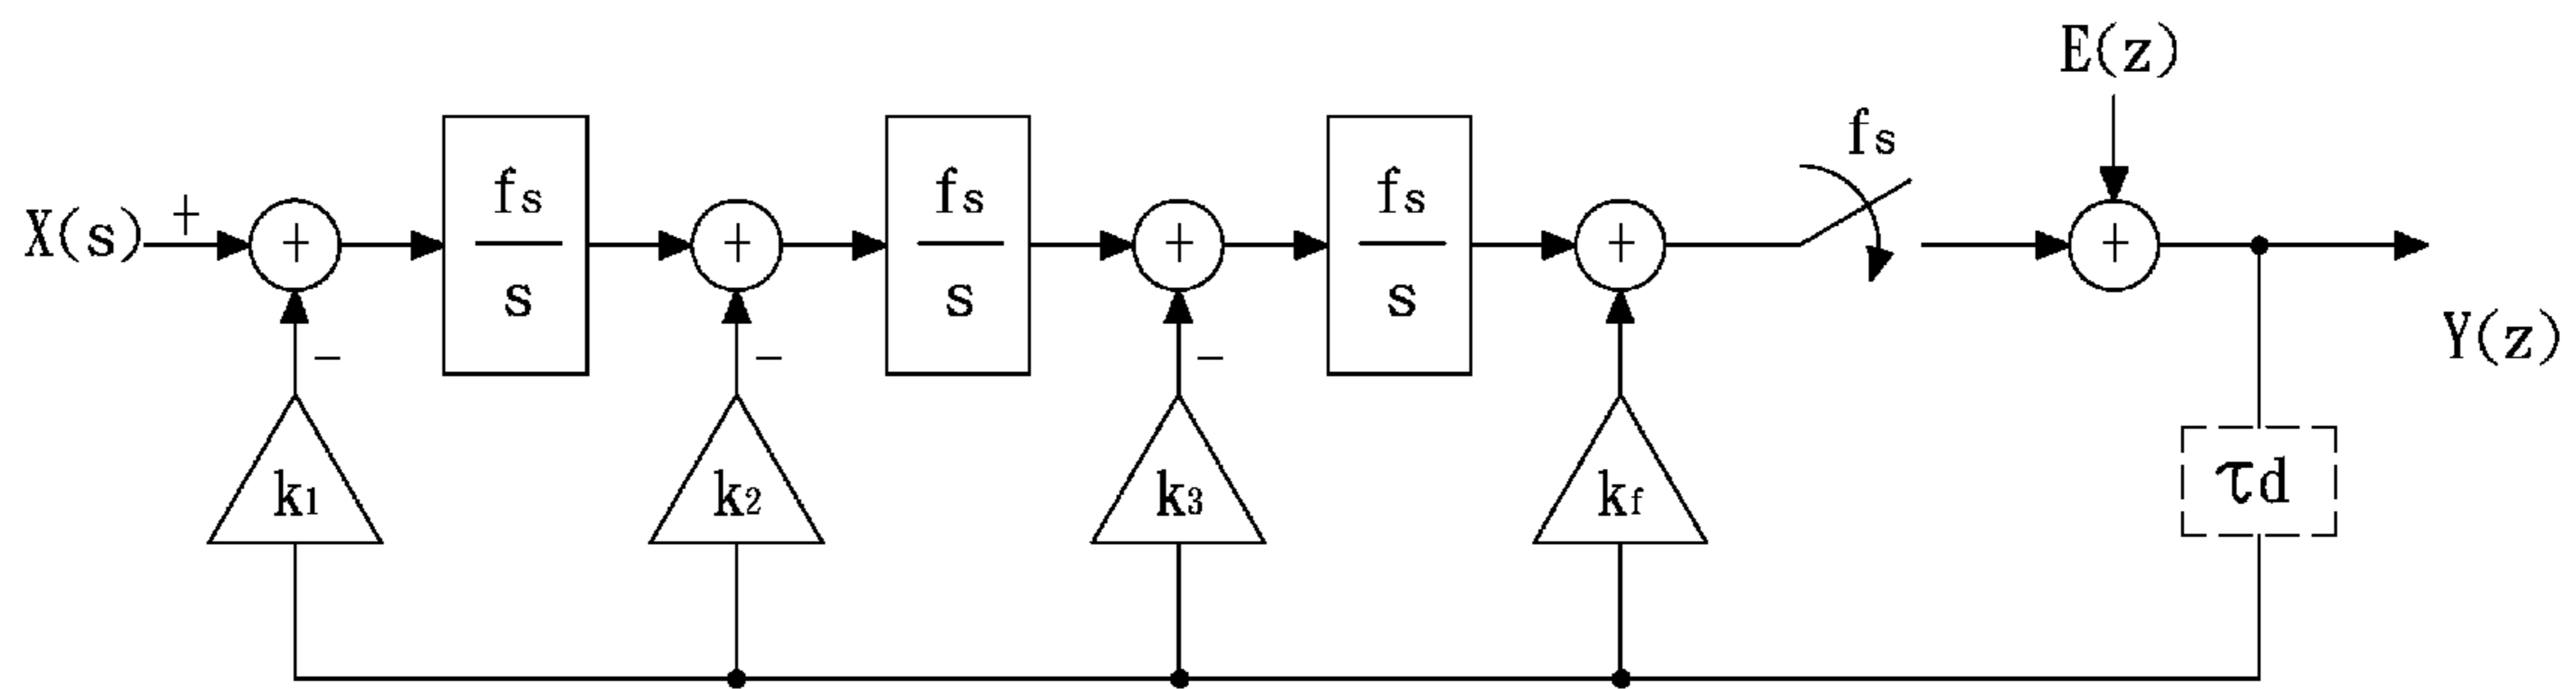 E(z)
fs
X(s)
+
+
fs
s
+
fs
s
+
fs
s
+
+
Y(z)
−
−
−
k1
k2
k3
kf
τd